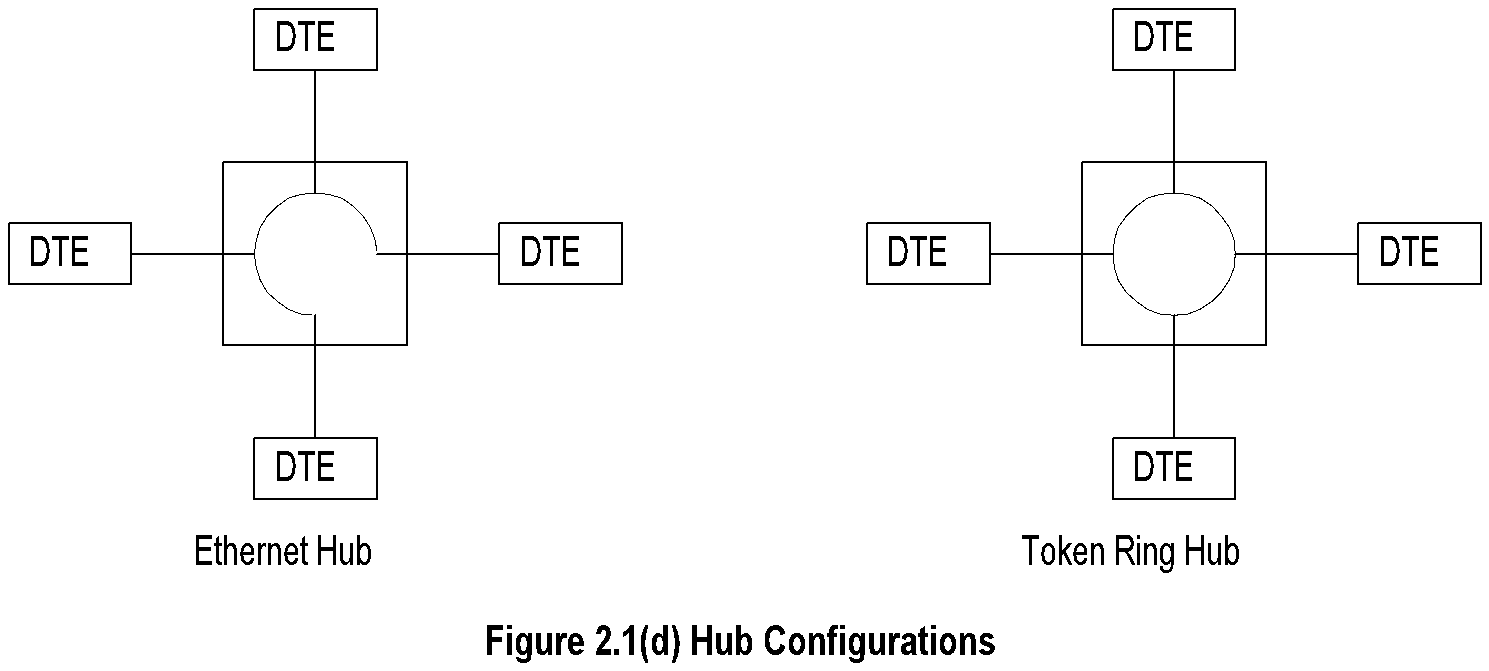 DTE
DTE
DTE
DTE
DTE
DTE
DTE
DTE
Ethernet Hub
Token Ring Hub
Figure 2.1(d) Hub Configurations